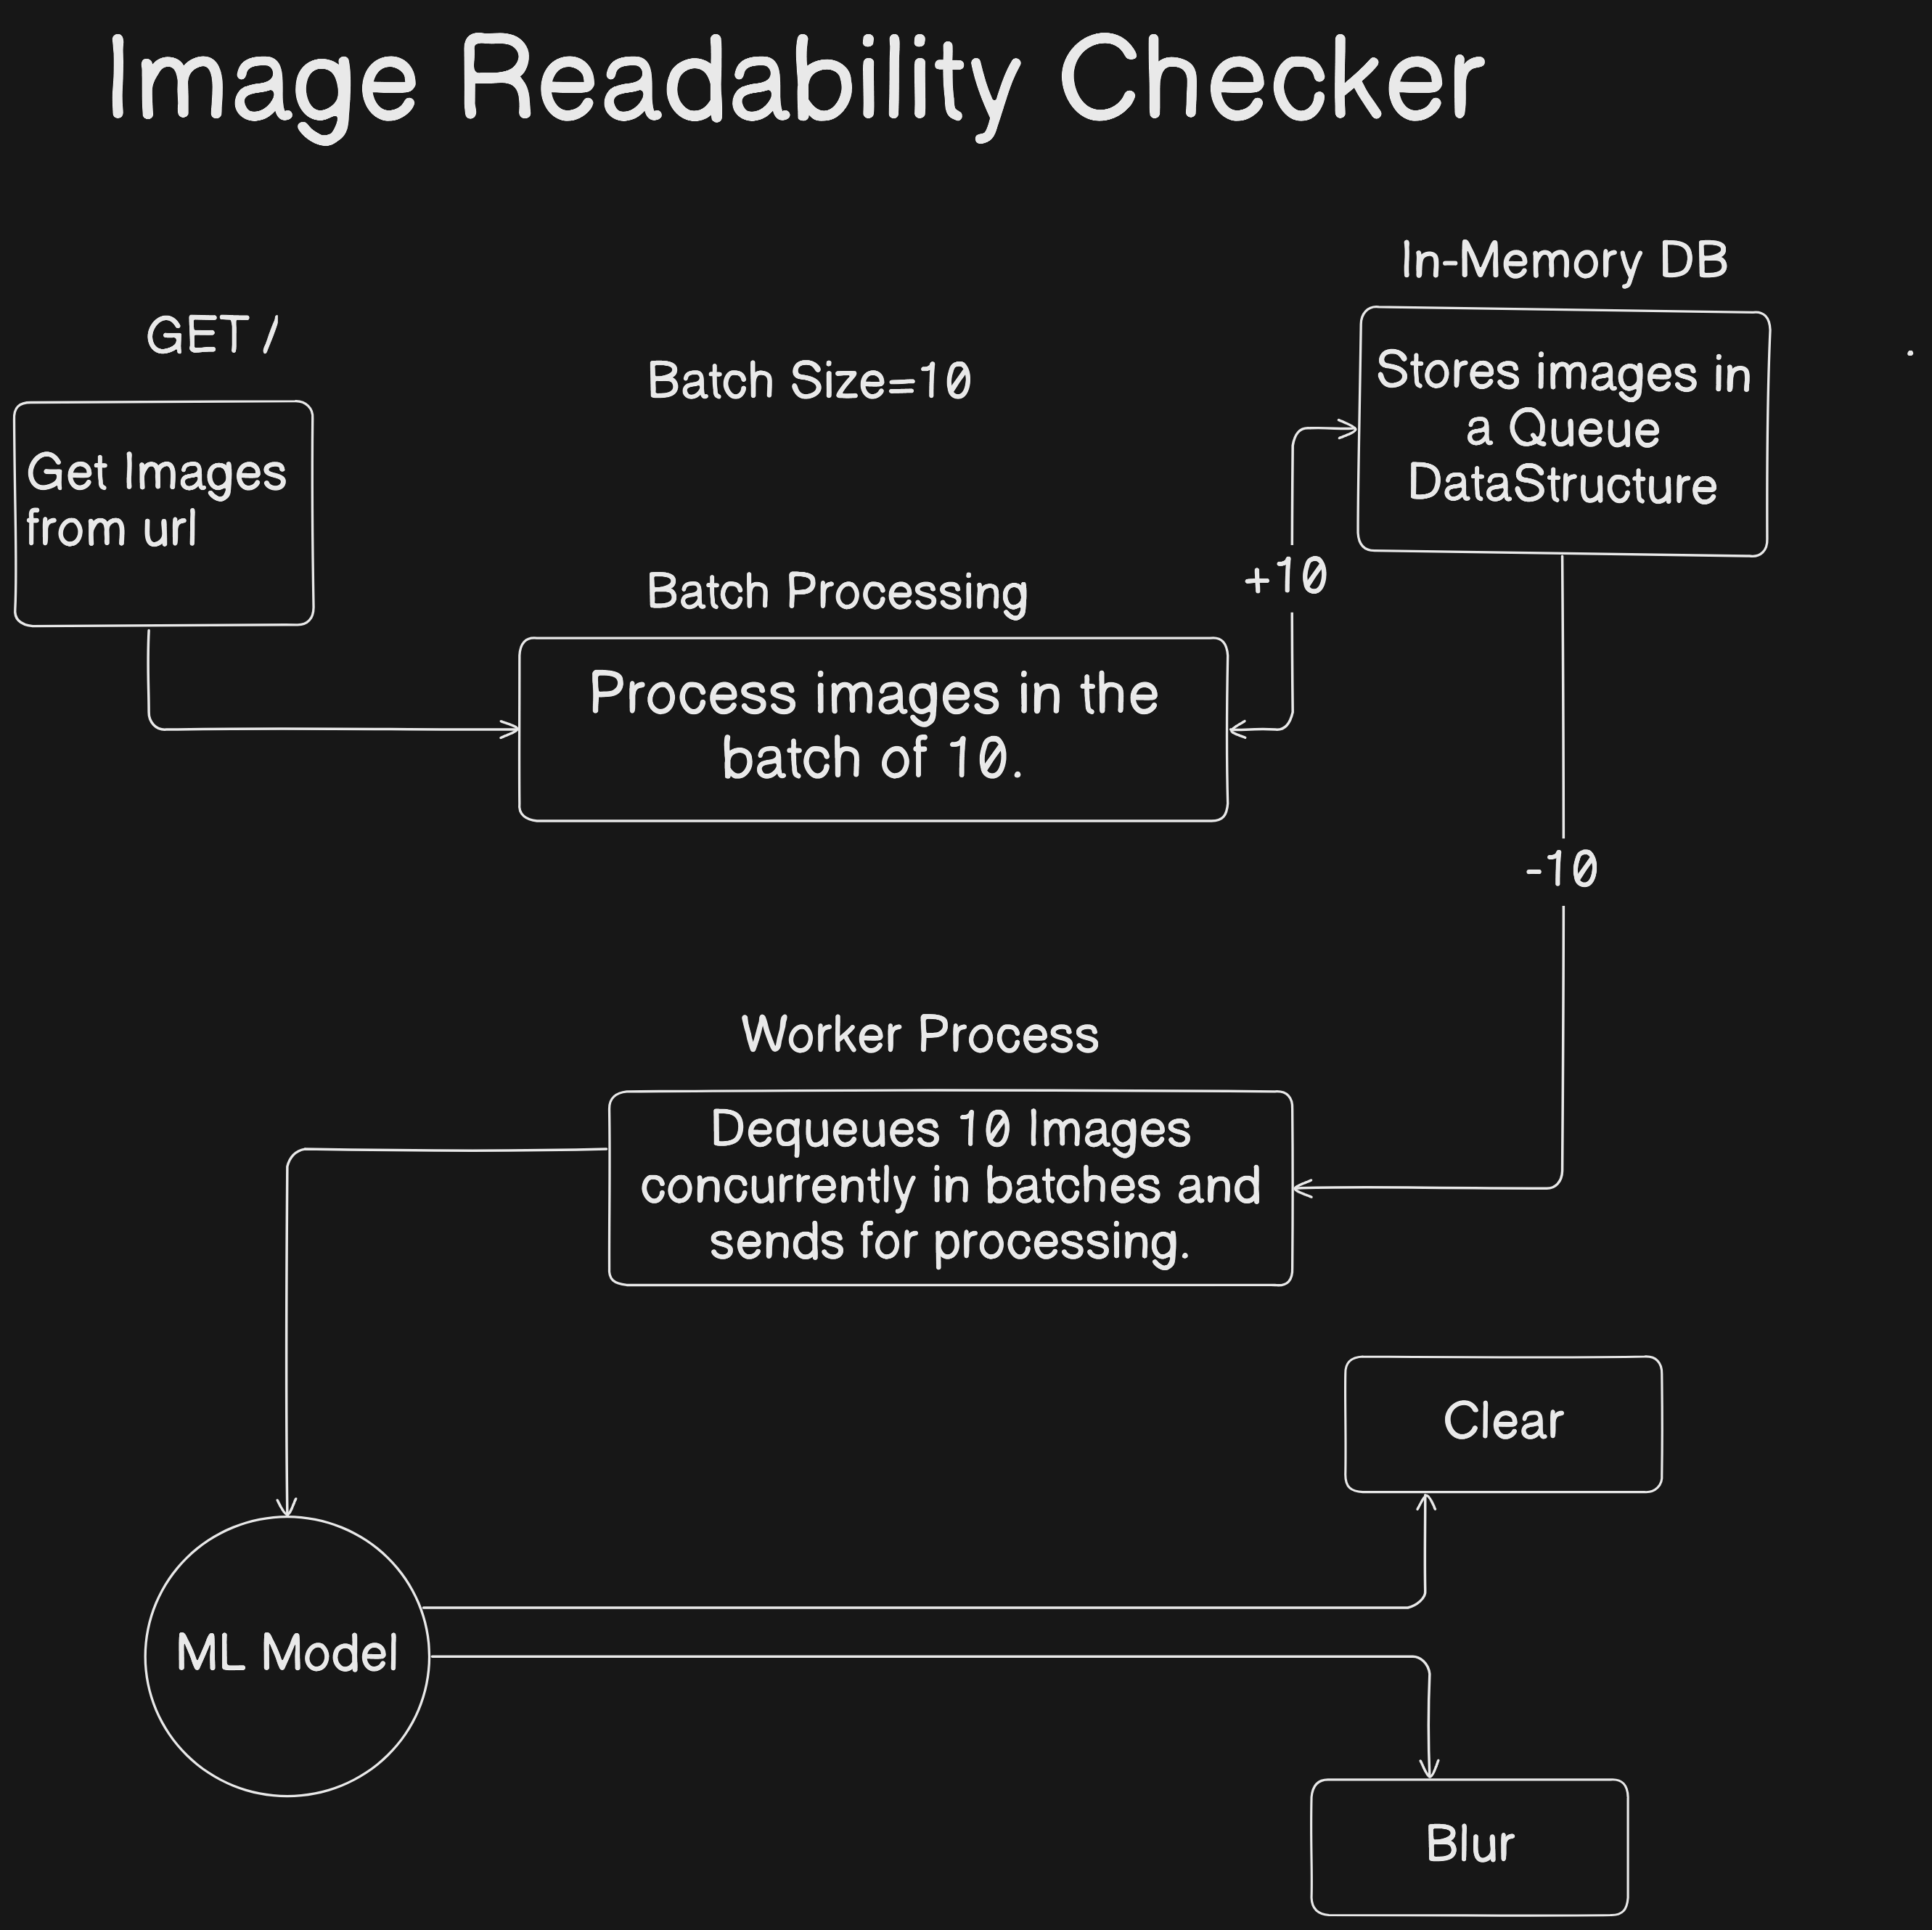 Image Readability Checker
In-Memory DB
GET /
Stores images in
a Queue
DataStructure
Batch Size=10
Get Images
from url
Batch Processing
+10
Process images in the
batch of 10.
-10
Worker Process
Dequeues 10 Images
concurrently in batches and
sends for processing.
Clear
ML Model
Blur